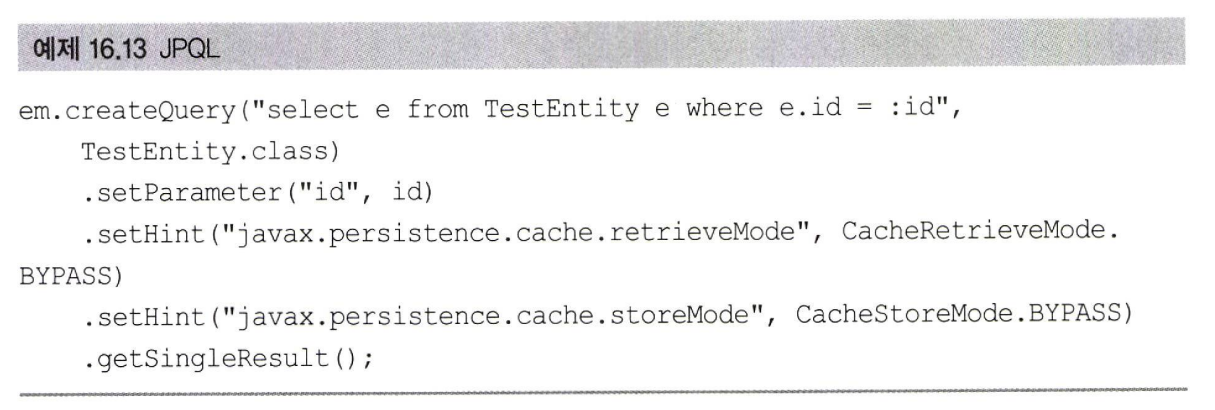 예제 16.13 JPQL
em.createQuery("select e from TestEntity e where e.id = :id",
    TestEntity.class)
    .setParameter("id", id)
    .setHint("javax.persistence.cache.retrieveMode", CacheRetrieveMode.
BYPASS)
    .setHint("javax.persistence.cache.storeMode", CacheStoreMode.BYPASS)
    .getSingleResult();